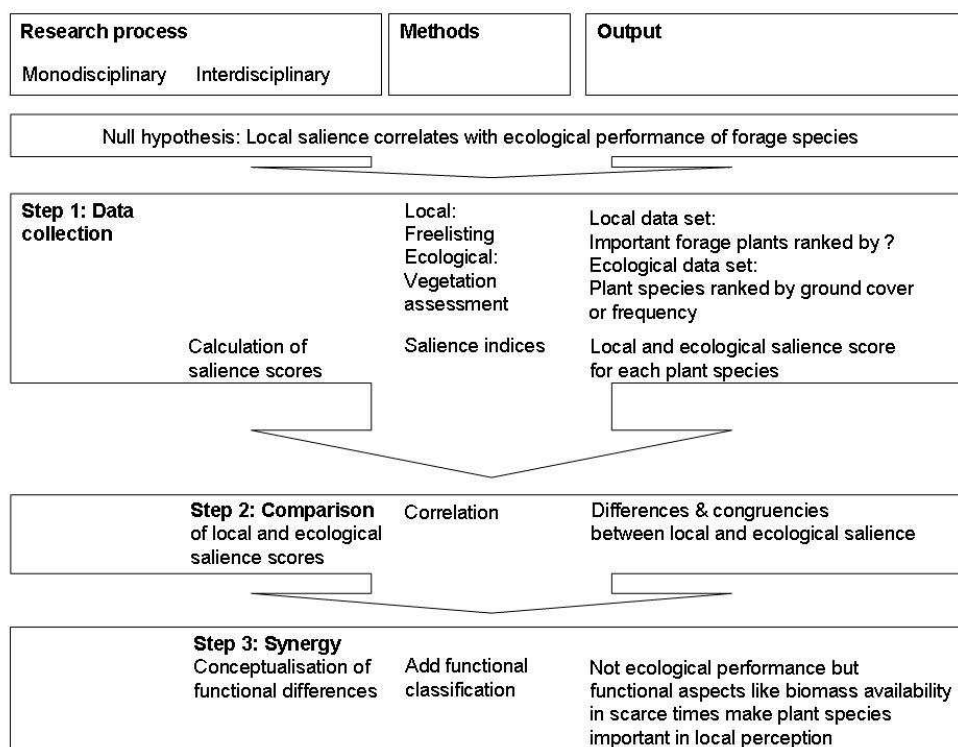 Research process
Monodisciplinary Interdisciplinary
Methods
Output
Null hypothesis: Local salience correlates with ecological performance of forage species
Step 1: Data
collection
Local:
Freelisting
Ecological:
Vegetation
assessment
Local data set:
Important forage plants ranked by ?
Ecological data set:
Plant species ranked by ground cover
or frequency
Calculation of
salience scores
Salience indices
Local and ecological salience score
for each plant species
Step 2: Comparison
of local and ecological
salience scores
Correlation
Differences & congruencies
between local and ecological salience
Step 3: Synergy
Conceptualisation of
functional differences
Add functional
classification
Not ecological performance but
functional aspects like biomass availability
in scarce times make plant species
important in local perception